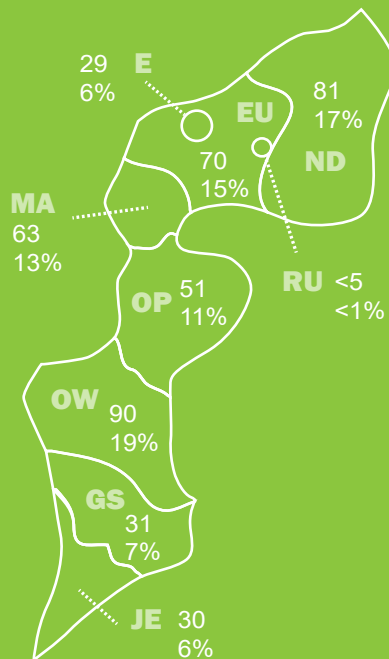 29 E
6%
EU
81
17%
ND
70
15%
MA
63
13%
RU <5
<1%
OP 51
11%
OW 90
19%
GS
31
7%
JE 30
6%